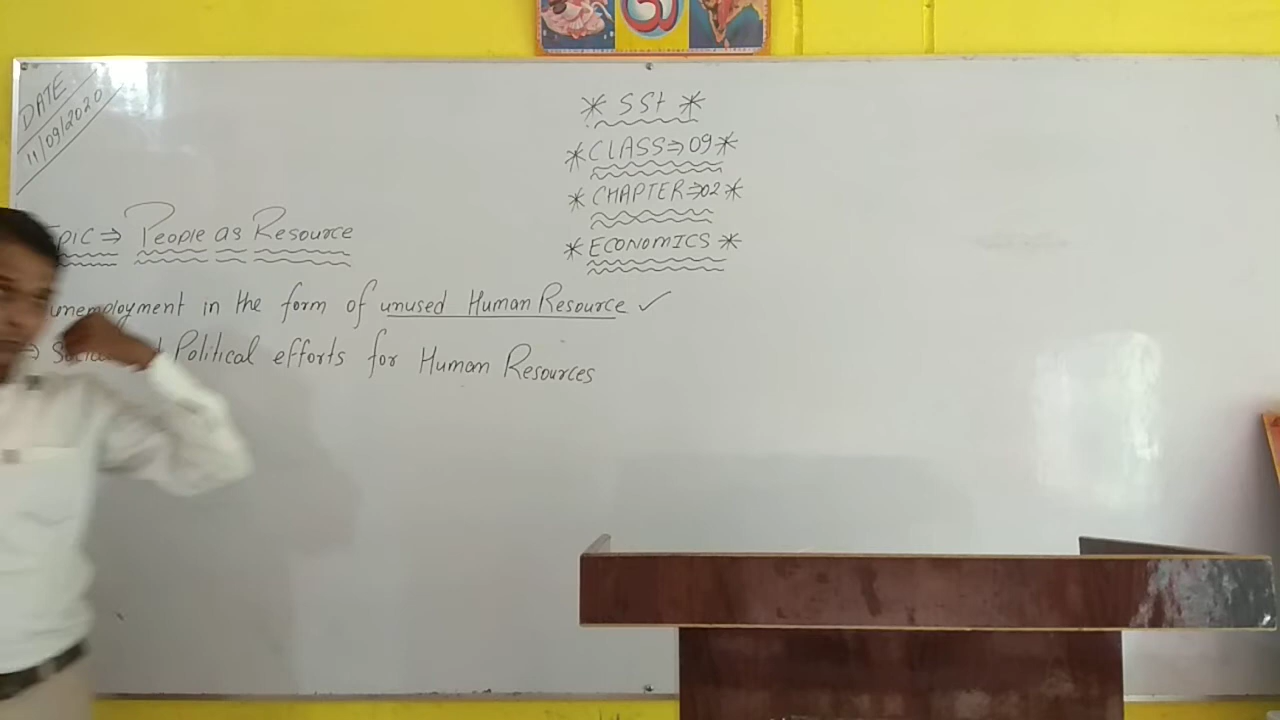 DATE
11/09/2020
* SSt *
* CLASS ⇒ 09 *
* CHAPTER ⇒ 02 *
* ECONOMICS *
⇒ People as Resource
unemployment in the form of unused Human Resource ✓
⇒ Political efforts for Human Resources
ॐ